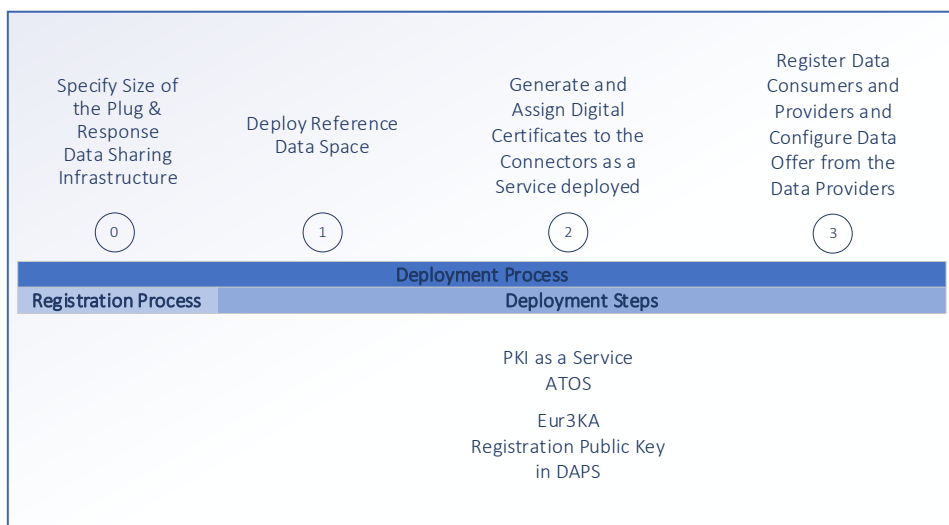 Specify Size of
the Plug &
Response
Data Sharing
Infrastructure
Deploy Reference
Data Space
Generate and
Assign Digital
Certificates to the
Connectors as a
Service deployed
Register Data
Consumers and
Providers and
Configure Data
Offer from the
Data Providers
0
1
2
3
Deployment Process
Registration Process
Deployment Steps
PKI as a Service
ATOS
Eur3KA
Registration Public Key
in DAPS